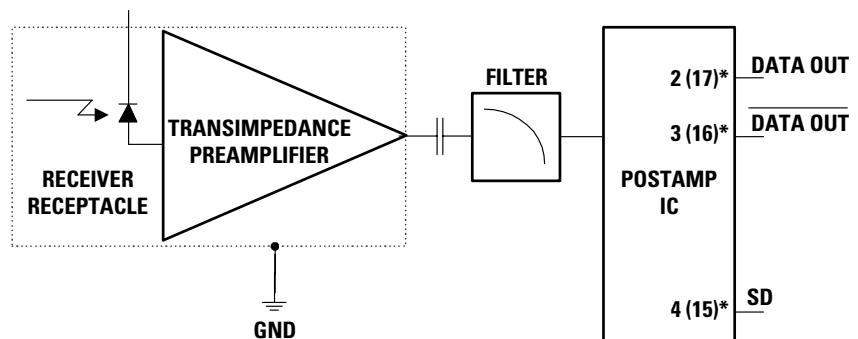 FILTER
2 (17)*
DATA OUT
3 (16)*
DATA OUT
TRANSIMPEDANCE
PREAMPLIFIER
RECEIVER
RECEPTACLE
POSTAMP
IC
4 (15)*
SD
GND